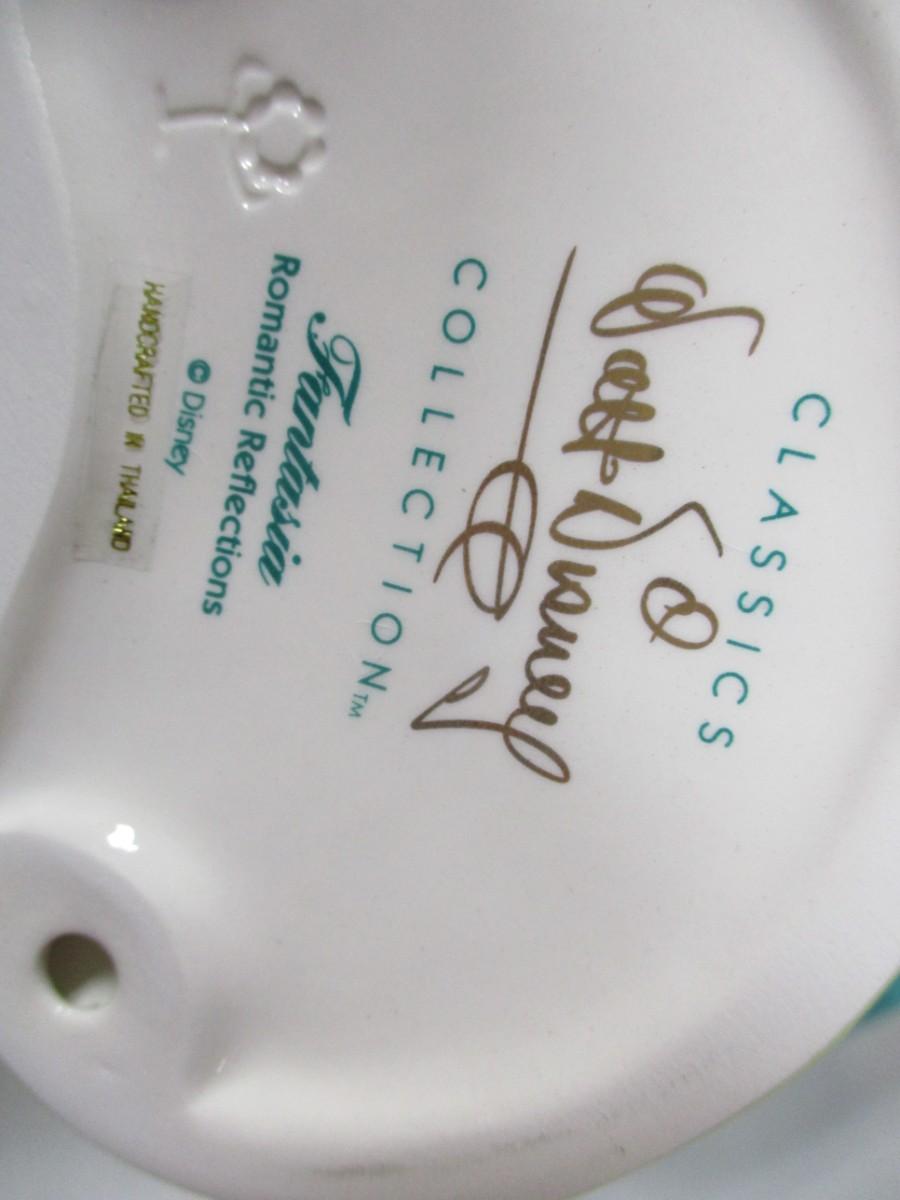 CLASSICS
Walt Disney
COLLECTION™
Fantasia
Romantic Reflections
© Disney
HANDCRAFTED IN THAILAND